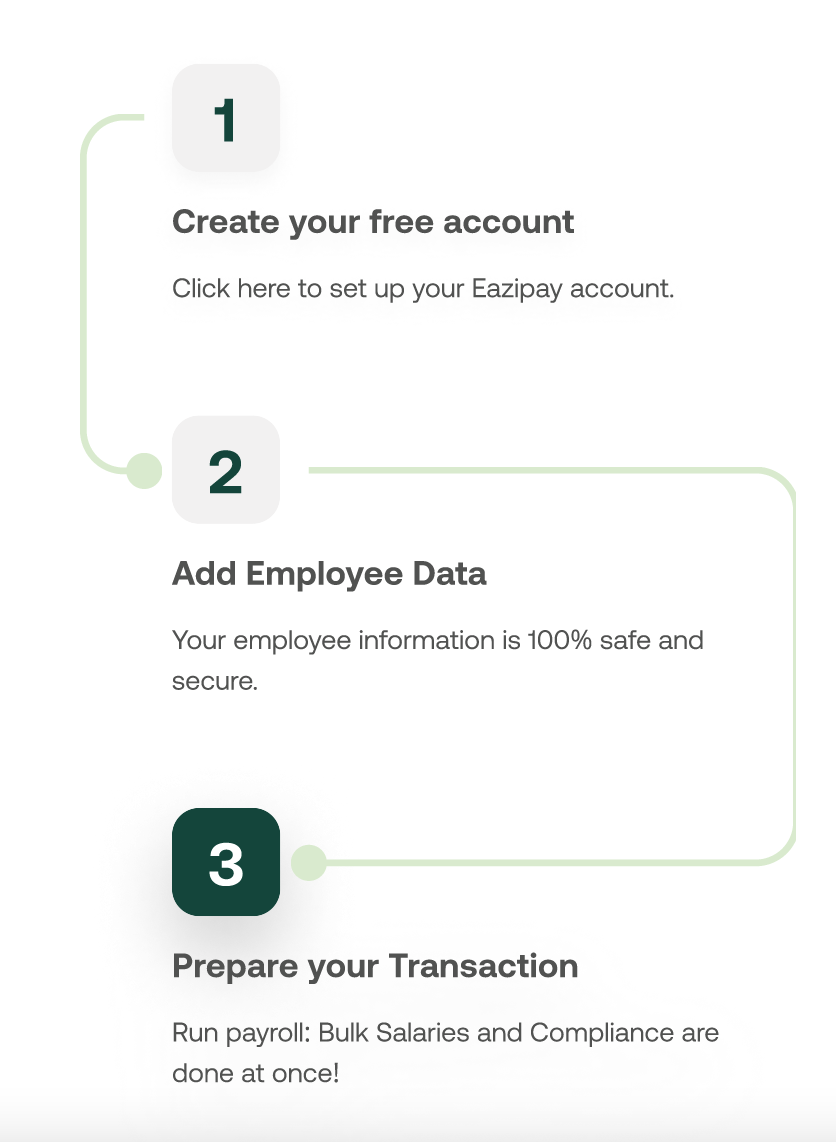 1
Create your free account
Click here to set up your Eazipay account.
2
Add Employee Data
Your employee information is 100% safe and
secure.
3
Prepare your Transaction
Run payroll: Bulk Salaries and Compliance are
done at once!